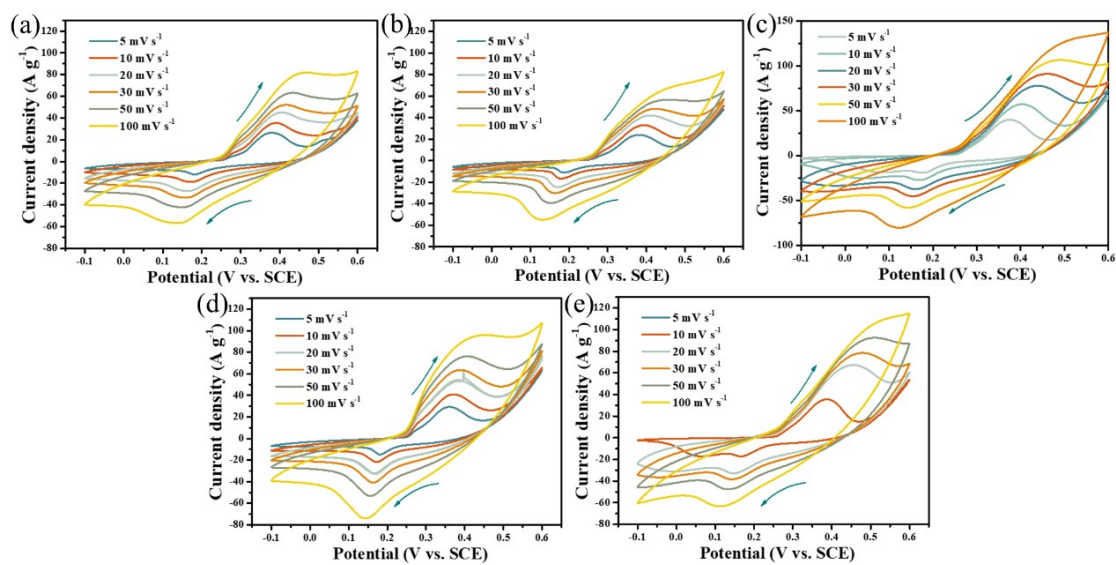 (a)
Current density (A g⁻¹)
120
100
80
60
40
20
0
-20
-40
-60
-80
5 mV s⁻¹
10 mV s⁻¹
20 mV s⁻¹
30 mV s⁻¹
50 mV s⁻¹
100 mV s⁻¹
-0.1 0.0 0.1 0.2 0.3 0.4 0.5 0.6
Potential (V vs. SCE)
(b)
Current density (A g⁻¹)
120
100
80
60
40
20
0
-20
-40
-60
-80
5 mV s⁻¹
10 mV s⁻¹
20 mV s⁻¹
30 mV s⁻¹
50 mV s⁻¹
100 mV s⁻¹
-0.1 0.0 0.1 0.2 0.3 0.4 0.5 0.6
Potential (V vs. SCE)
(c)
Current density (A g⁻¹)
150
100
50
0
-50
-100
5 mV s⁻¹
10 mV s⁻¹
20 mV s⁻¹
30 mV s⁻¹
50 mV s⁻¹
100 mV s⁻¹
-0.1 0.0 0.1 0.2 0.3 0.4 0.5 0.6
Potential (V vs. SCE)
(d)
Current density (A g⁻¹)
120
100
80
60
40
20
0
-20
-40
-60
-80
5 mV s⁻¹
10 mV s⁻¹
20 mV s⁻¹
30 mV s⁻¹
50 mV s⁻¹
100 mV s⁻¹
-0.1 0.0 0.1 0.2 0.3 0.4 0.5 0.6
Potential (V vs. SCE)
(e)
Current density (A g⁻¹)
120
100
80
60
40
20
0
-20
-40
-60
-80
5 mV s⁻¹
10 mV s⁻¹
20 mV s⁻¹
30 mV s⁻¹
50 mV s⁻¹
100 mV s⁻¹
-0.1 0.0 0.1 0.2 0.3 0.4 0.5 0.6
Potential (V vs. SCE)